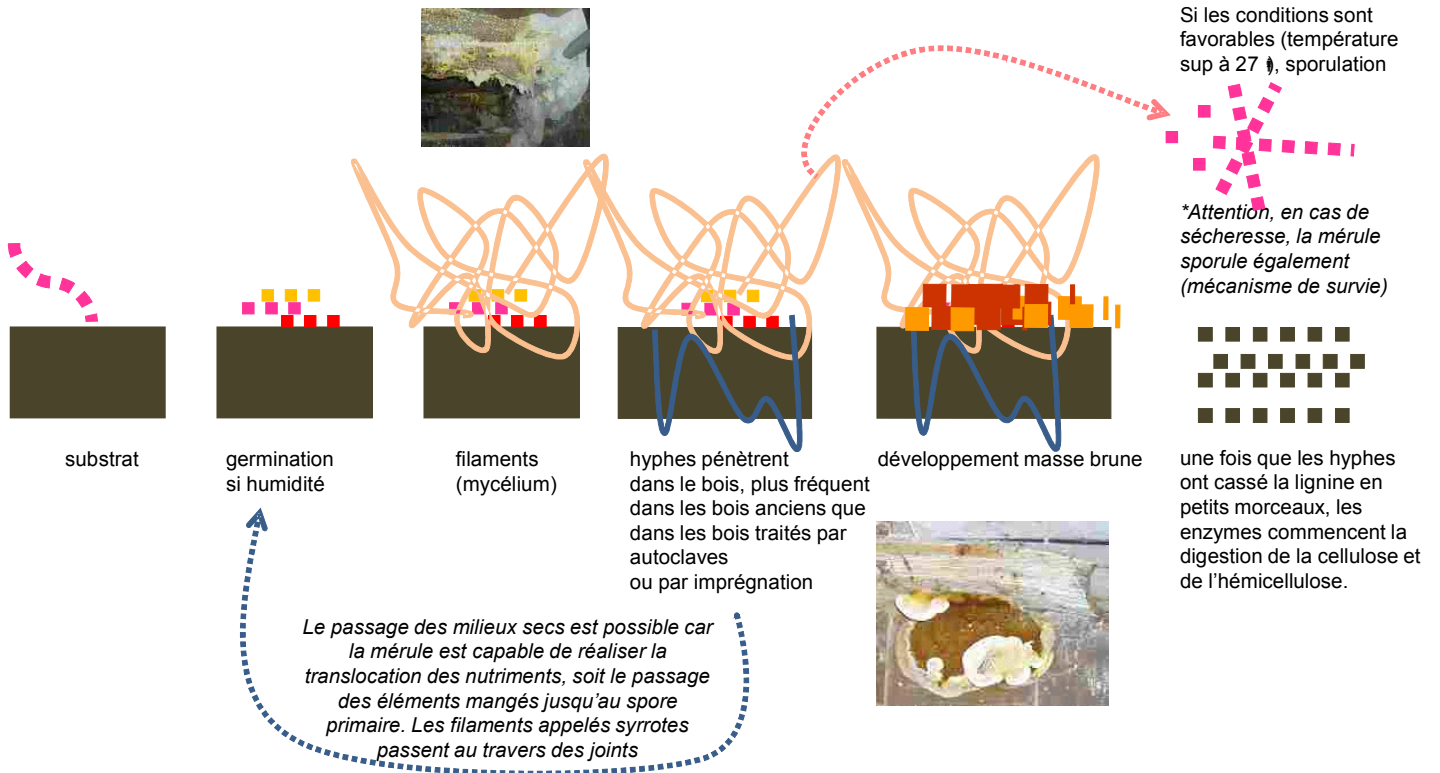 Si les conditions sont
favorables (température
sup à 27 ), sporulation
*Attention, en cas de
sécheresse, la mérule
sporule également
(mécanisme de survie)
substrat
germination
si humidité
filaments
(mycélium)
hyphes pénètrent
dans le bois, plus fréquent
dans les bois anciens que
dans les bois traités par
autoclaves
ou par imprégnation
développement masse brune
une fois que les hyphes
ont cassé la lignine en
petits morceaux, les
enzymes commencent la
digestion de la cellulose et
de l’hémicellulose.
Le passage des milieux secs est possible car
la mérule est capable de réaliser la
translocation des nutriments, soit le passage
des éléments mangés jusqu’au spore
primaire. Les filaments appelés syrrotes
passent au travers des joints